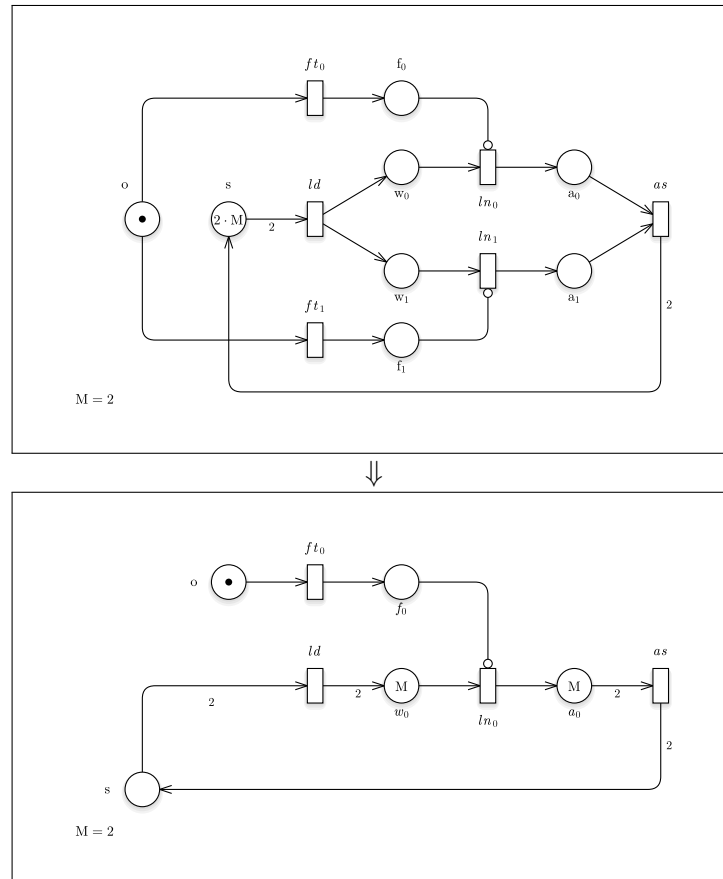 ft₀ f₀
o s ld w₀ ln₀ a₀ as
2 · M 2
ln₁
w₁ a₁
ft₁ 2
f₁
M = 2
⇓
ft₀
o
f₀
ld as
2 2 M M 2
w₀ ln₀ a₀
2
s
M = 2